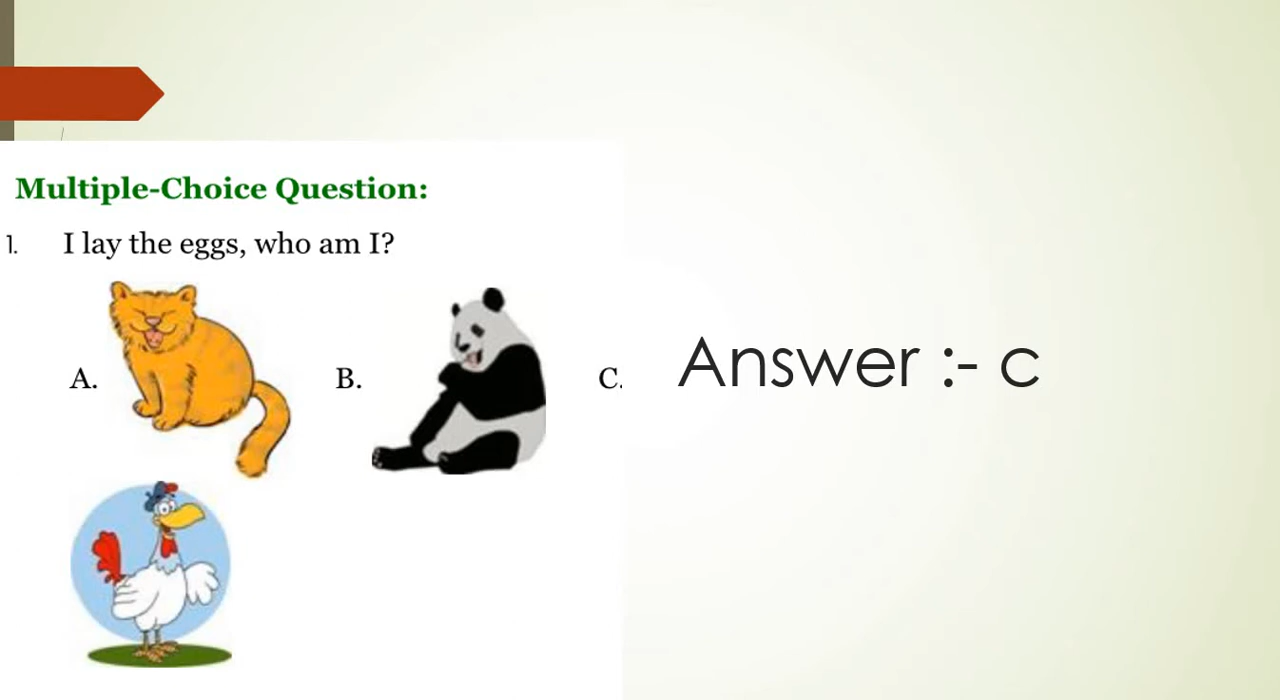 Multiple-Choice Question:
1. I lay the eggs, who am I?
A. B. C.
Answer :- c